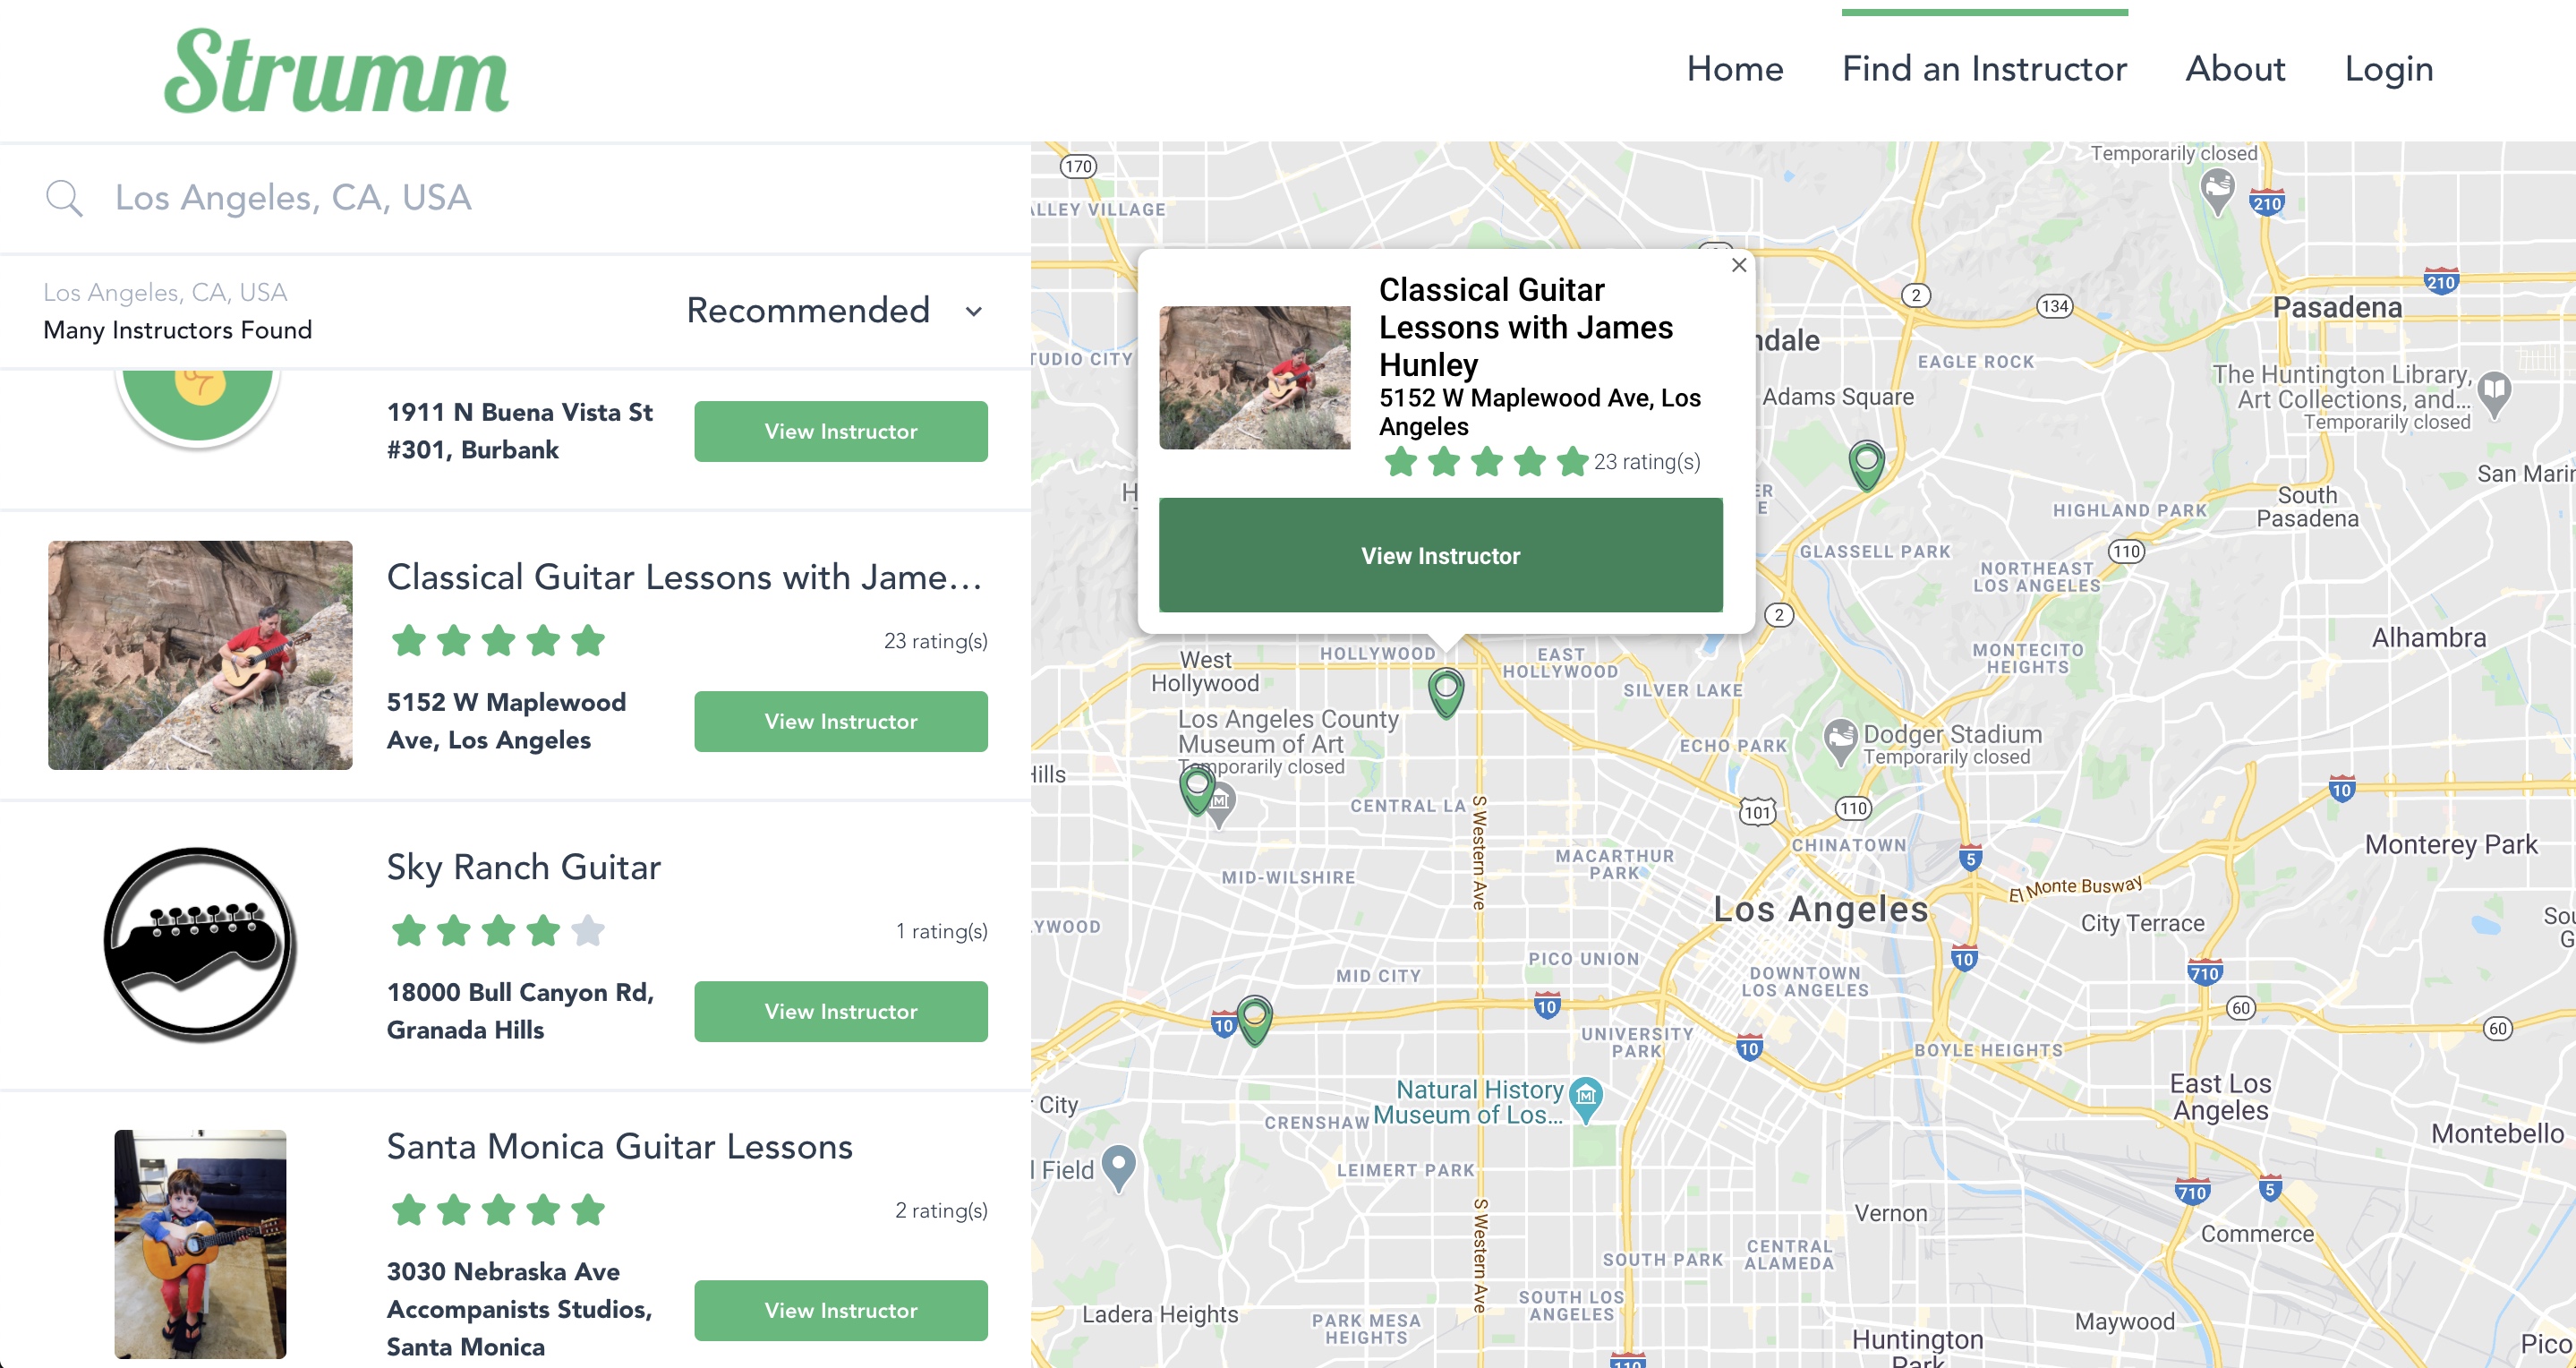 Strumm
Home
Find an Instructor
About
Login
Los Angeles, CA, USA
Los Angeles, CA, USA
Many Instructors Found
Recommended
1911 N Buena Vista St
#301, Burbank
View Instructor
Classical Guitar Lessons with Jame...
23 rating(s)
5152 W Maplewood
Ave, Los Angeles
View Instructor
Sky Ranch Guitar
1 rating(s)
18000 Bull Canyon Rd,
Granada Hills
View Instructor
Santa Monica Guitar Lessons
2 rating(s)
3030 Nebraska Ave
Accompanists Studios,
Santa Monica
View Instructor
Classical Guitar
Lessons with James
Hunley
5152 W Maplewood Ave, Los
Angeles
23 rating(s)
View Instructor
170
ALLEY VILLAGE
TUDIO CITY
Temporarily closed
210
210
2
134
Pasadena
ndale
EAGLE ROCK
Adams Square
The Huntington Library,
Art Collections, and...
Temporarily closed
San Marin
South
Pasadena
HIGHLAND PARK
GLASSELL PARK
110
NORTHEAST
LOS ANGELES
2
Alhambra
MONTECITO
HEIGHTS
West
Hollywood
HOLLYWOOD
EAST
HOLLYWOOD
SILVER LAKE
Los Angeles County
Museum of Art
Temporarily closed
ECHO PARK
Dodger Stadium
Temporarily closed
Hills
CENTRAL LA
S Western Ave
101
110
10
CHINATOWN
5
Monterey Park
MACARTHUR
PARK
MID-WILSHIRE
El Monte Busway
Los Angeles
City Terrace
LYWOOD
PICO UNION
MID CITY
10
710
DOWNTOWN
LOS ANGELES
10
10
60
60
UNIVERSITY
PARK
10
BOYLE HEIGHTS
Natural History
Museum of Los...
East Los
Angeles
City
CRENSHAW
Montebello
l Field
LEIMERT PARK
710
5
S Western Ave
Vernon
Commerce
SOUTH PARK
CENTRAL
ALAMEDA
SOUTH LOS
ANGELES
Ladera Heights
PARK MESA
HEIGHTS
Maywood
Huntington
Park
110
Pico